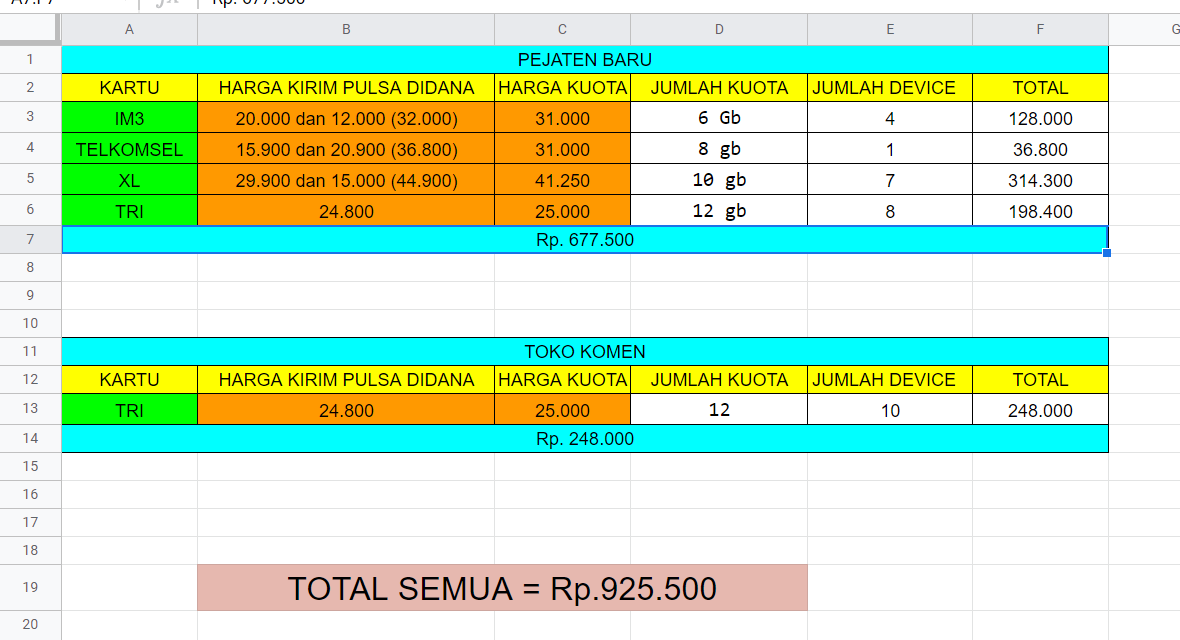 A7:F7 fx Rp. 677.500
A B C D E F G
1 PEJATEN BARU
2 KARTU HARGA KIRIM PULSA DIDANA HARGA KUOTA JUMLAH KUOTA JUMLAH DEVICE TOTAL
3 IM3 20.000 dan 12.000 (32.000) 31.000 6 Gb 4 128.000
4 TELKOMSEL 15.900 dan 20.900 (36.800) 31.000 8 gb 1 36.800
5 XL 29.900 dan 15.000 (44.900) 41.250 10 gb 7 314.300
6 TRI 24.800 25.000 12 gb 8 198.400
7 Rp. 677.500
8
9
10
11 TOKO KOMEN
12 KARTU HARGA KIRIM PULSA DIDANA HARGA KUOTA JUMLAH KUOTA JUMLAH DEVICE TOTAL
13 TRI 24.800 25.000 12 10 248.000
14 Rp. 248.000
15
16
17
18
19 TOTAL SEMUA = Rp.925.500
20